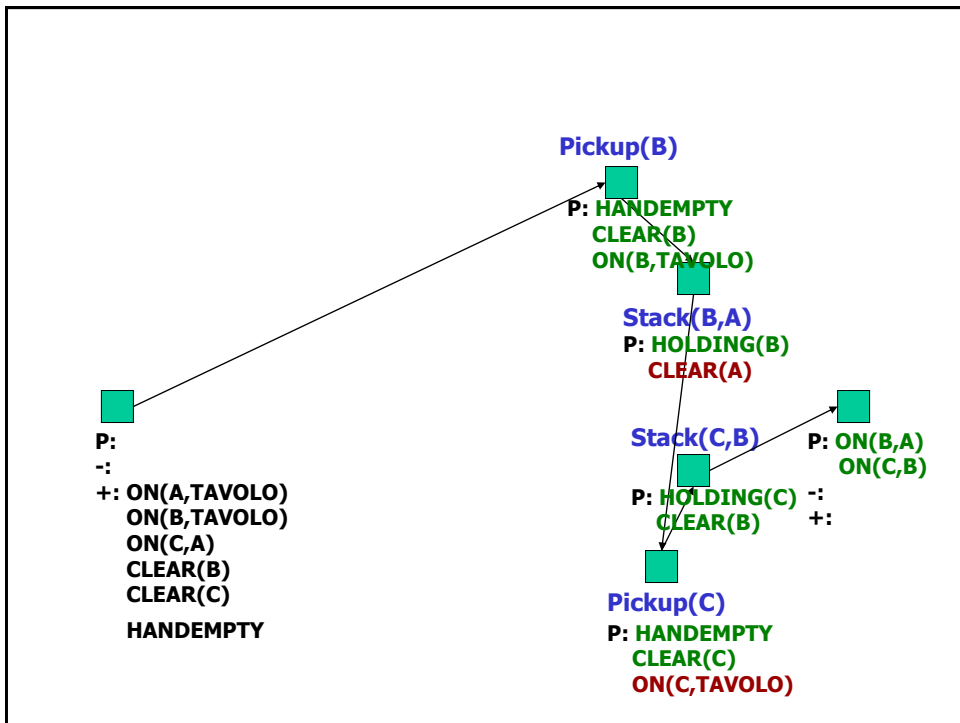 Pickup(B)
P: HANDEMPTY
CLEAR(B)
ON(B,TAVOLO)
Stack(B,A)
P: HOLDING(B)
CLEAR(A)
P:
-:
+: ON(A,TAVOLO)
ON(B,TAVOLO)
ON(C,A)
CLEAR(B)
CLEAR(C)
HANDEMPTY
Stack(C,B)
P: HOLDING(C)
CLEAR(B)
P: ON(B,A)
ON(C,B)
-:
+:
Pickup(C)
P: HANDEMPTY
CLEAR(C)
ON(C,TAVOLO)